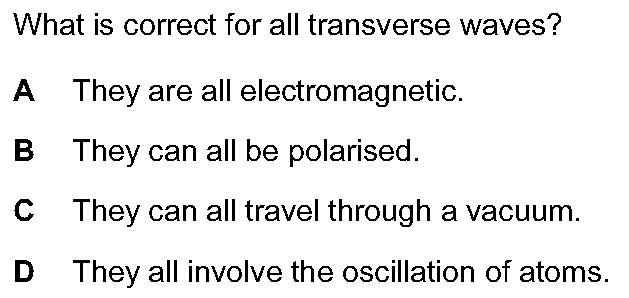 What is correct for all transverse waves?
A They are all electromagnetic.
B They can all be polarised.
C They can all travel through a vacuum.
D They all involve the oscillation of atoms.